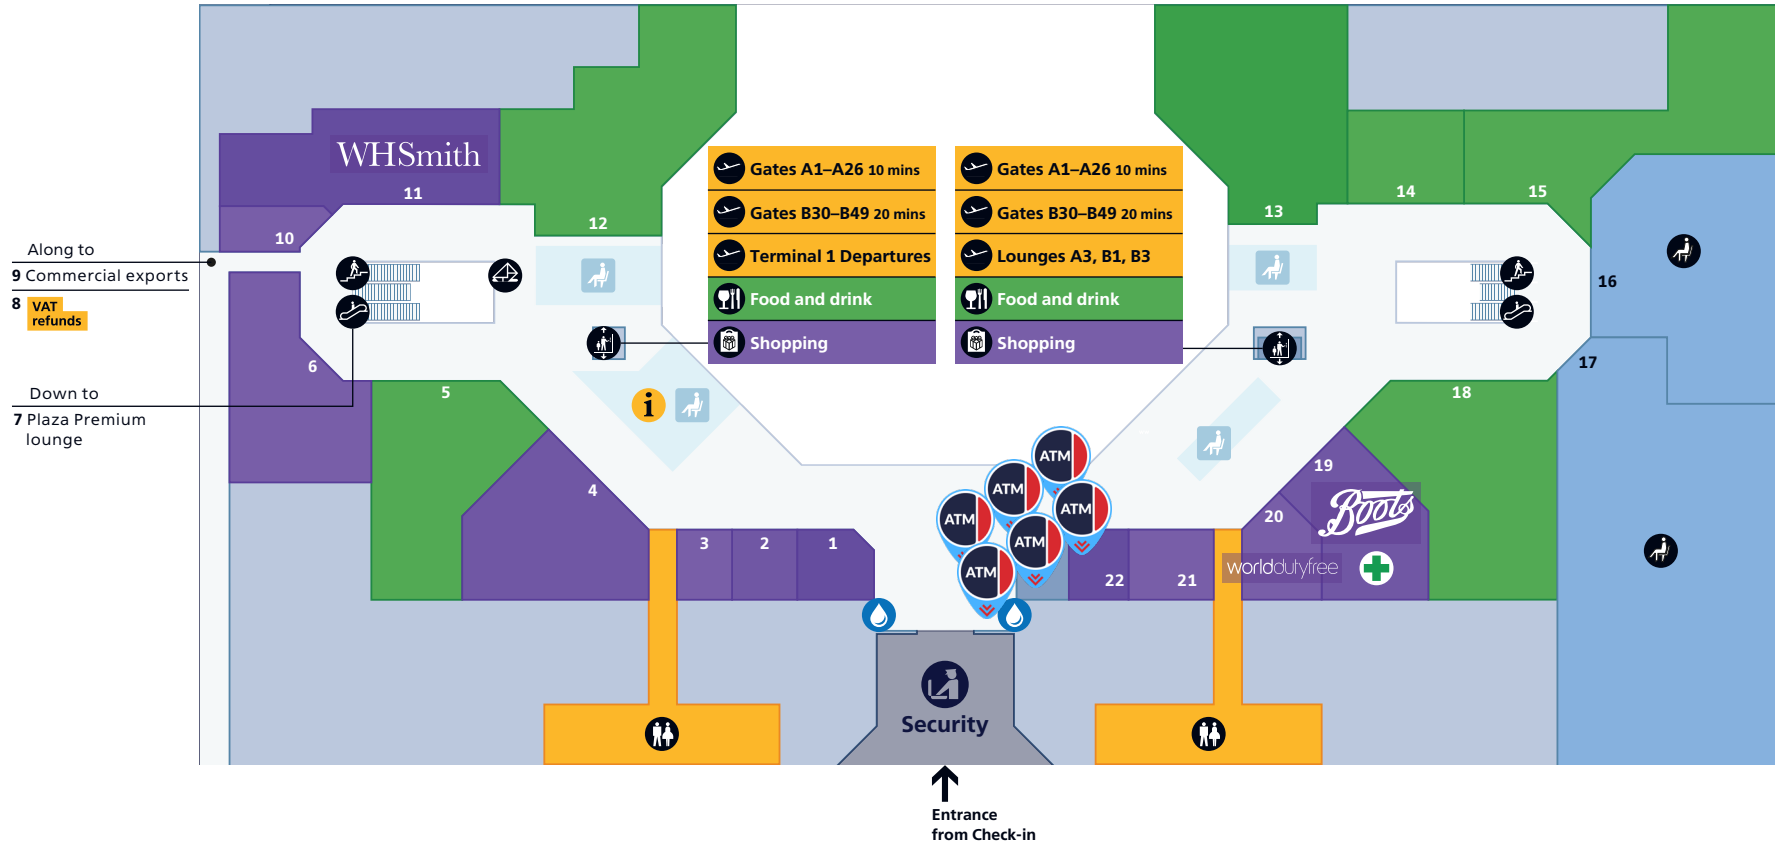 WHSmith
11
10
12
13
14
15
16
17
Gates A1–A26 10 mins
Gates B30–B49 20 mins
Terminal 1 Departures
Food and drink
Shopping
Gates A1–A26 10 mins
Gates B30–B49 20 mins
Lounges A3, B1, B3
Food and drink
Shopping
Along to
9 Commercial exports
8 VAT
refunds
6
Down to
7 Plaza Premium
lounge
5
i
4
3
2
1
ATM
ATM
ATM
ATM
ATM
ATM
18
19
Boots
20
worlddutyfree
22
21
Security
Entrance
from Check-in